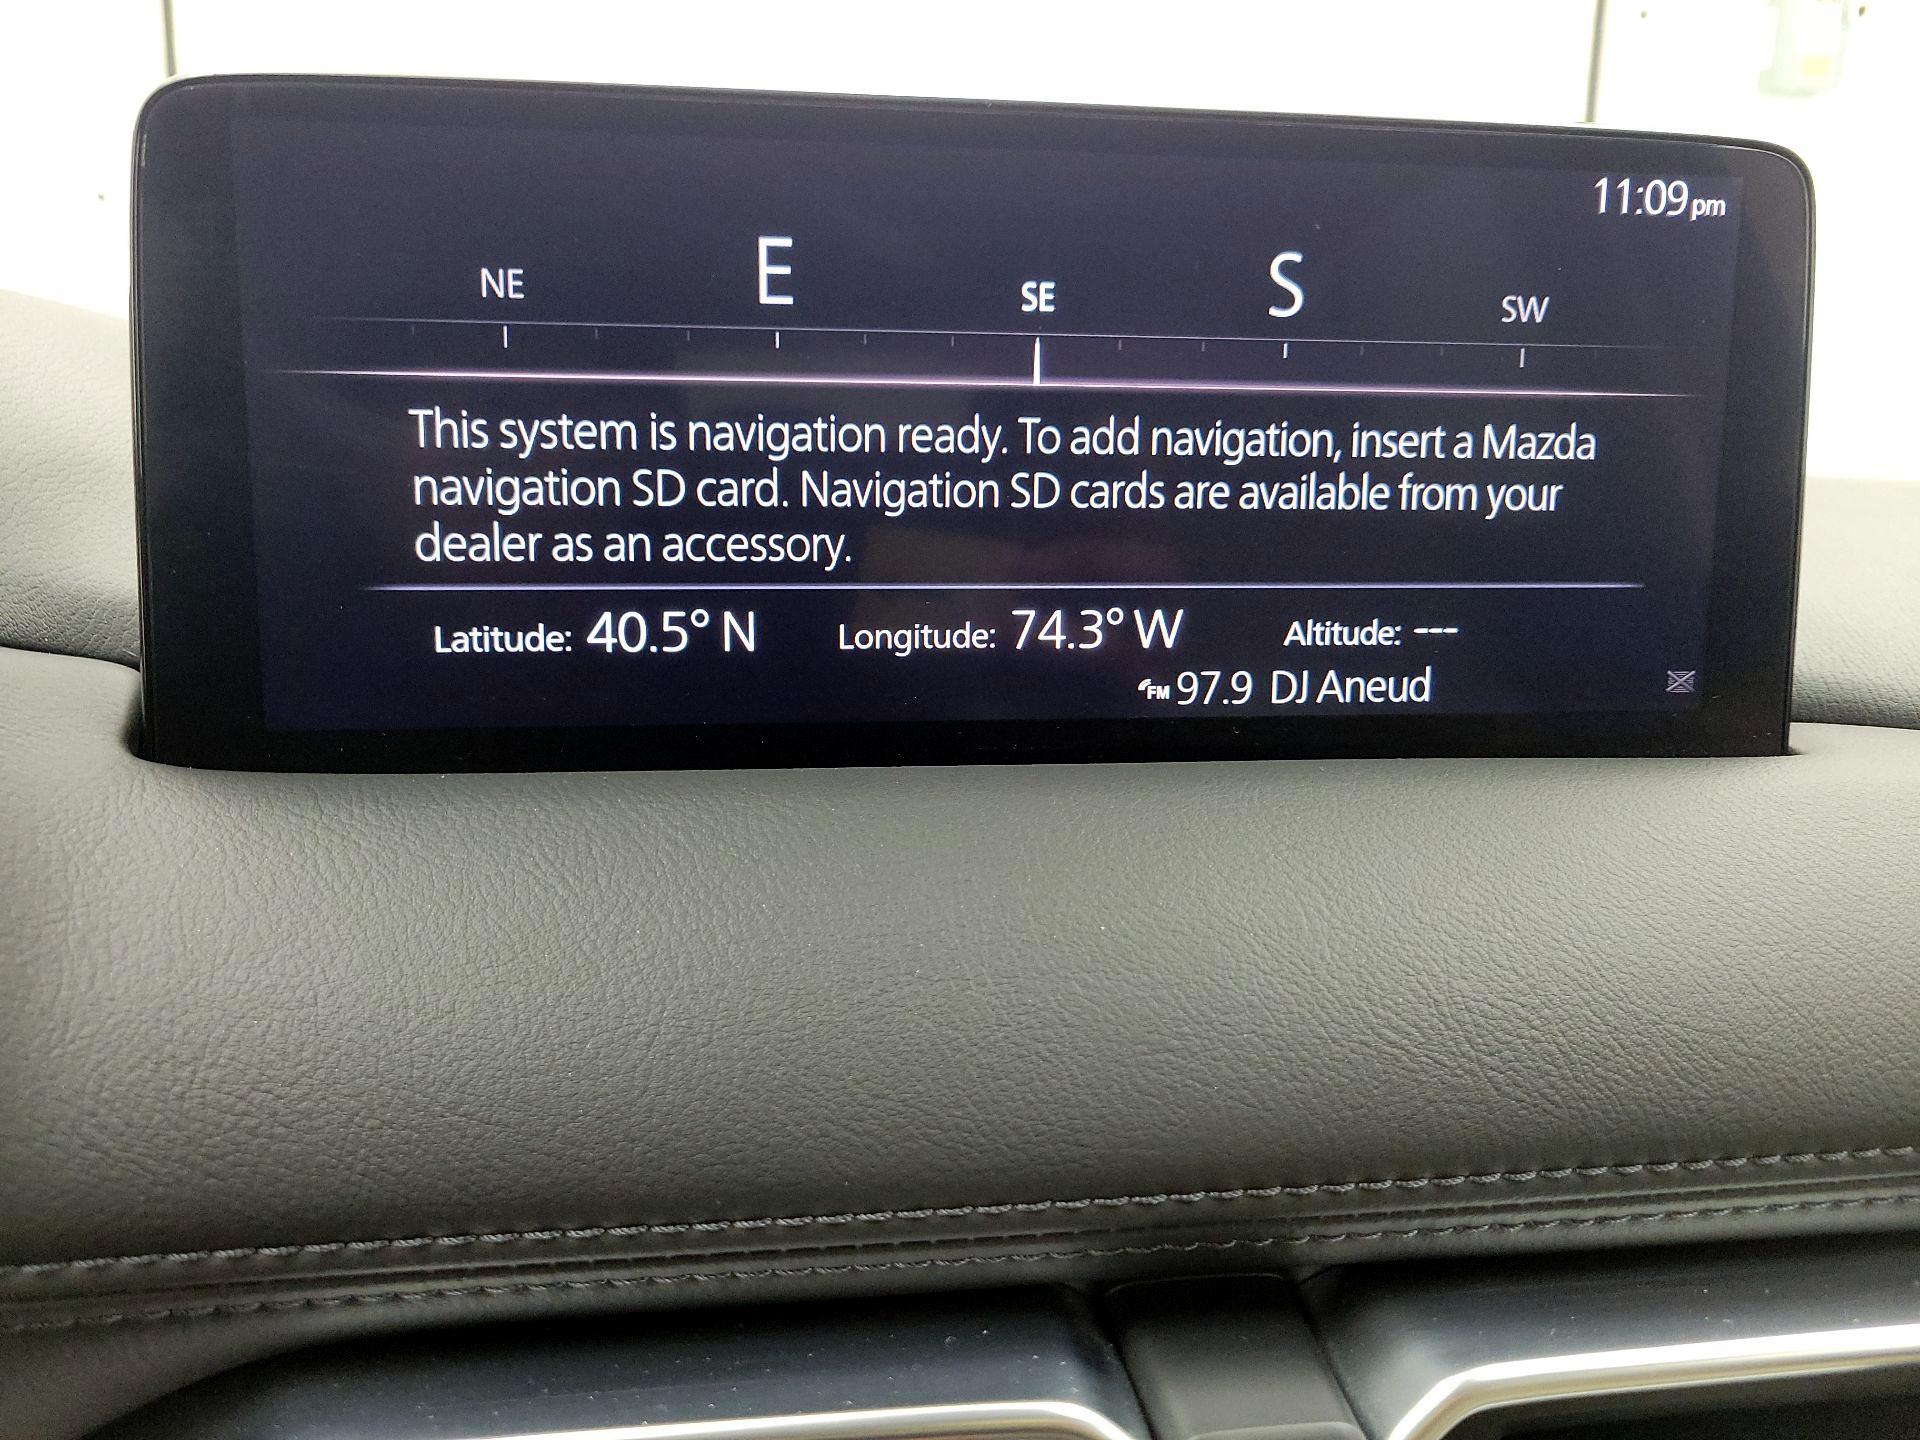 11:09pm
NE E SE S SW
This system is navigation ready. To add navigation, insert a Mazda
navigation SD card. Navigation SD cards are available from your
dealer as an accessory.
Latitude: 40.5° N Longitude: 74.3° W Altitude: ---
FM 97.9 DJ Aneud